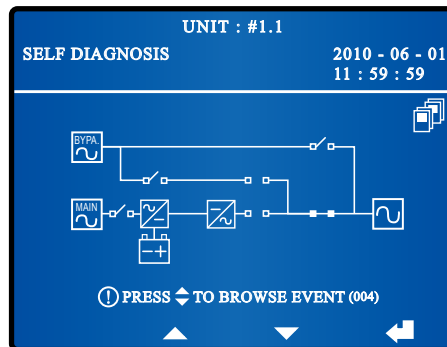 UNIT : #1.1
SELF DIAGNOSIS
2010 - 06 - 01
11 : 59 : 59
BYPA.
MAIN
! PRESS TO BROWSE EVENT (004)